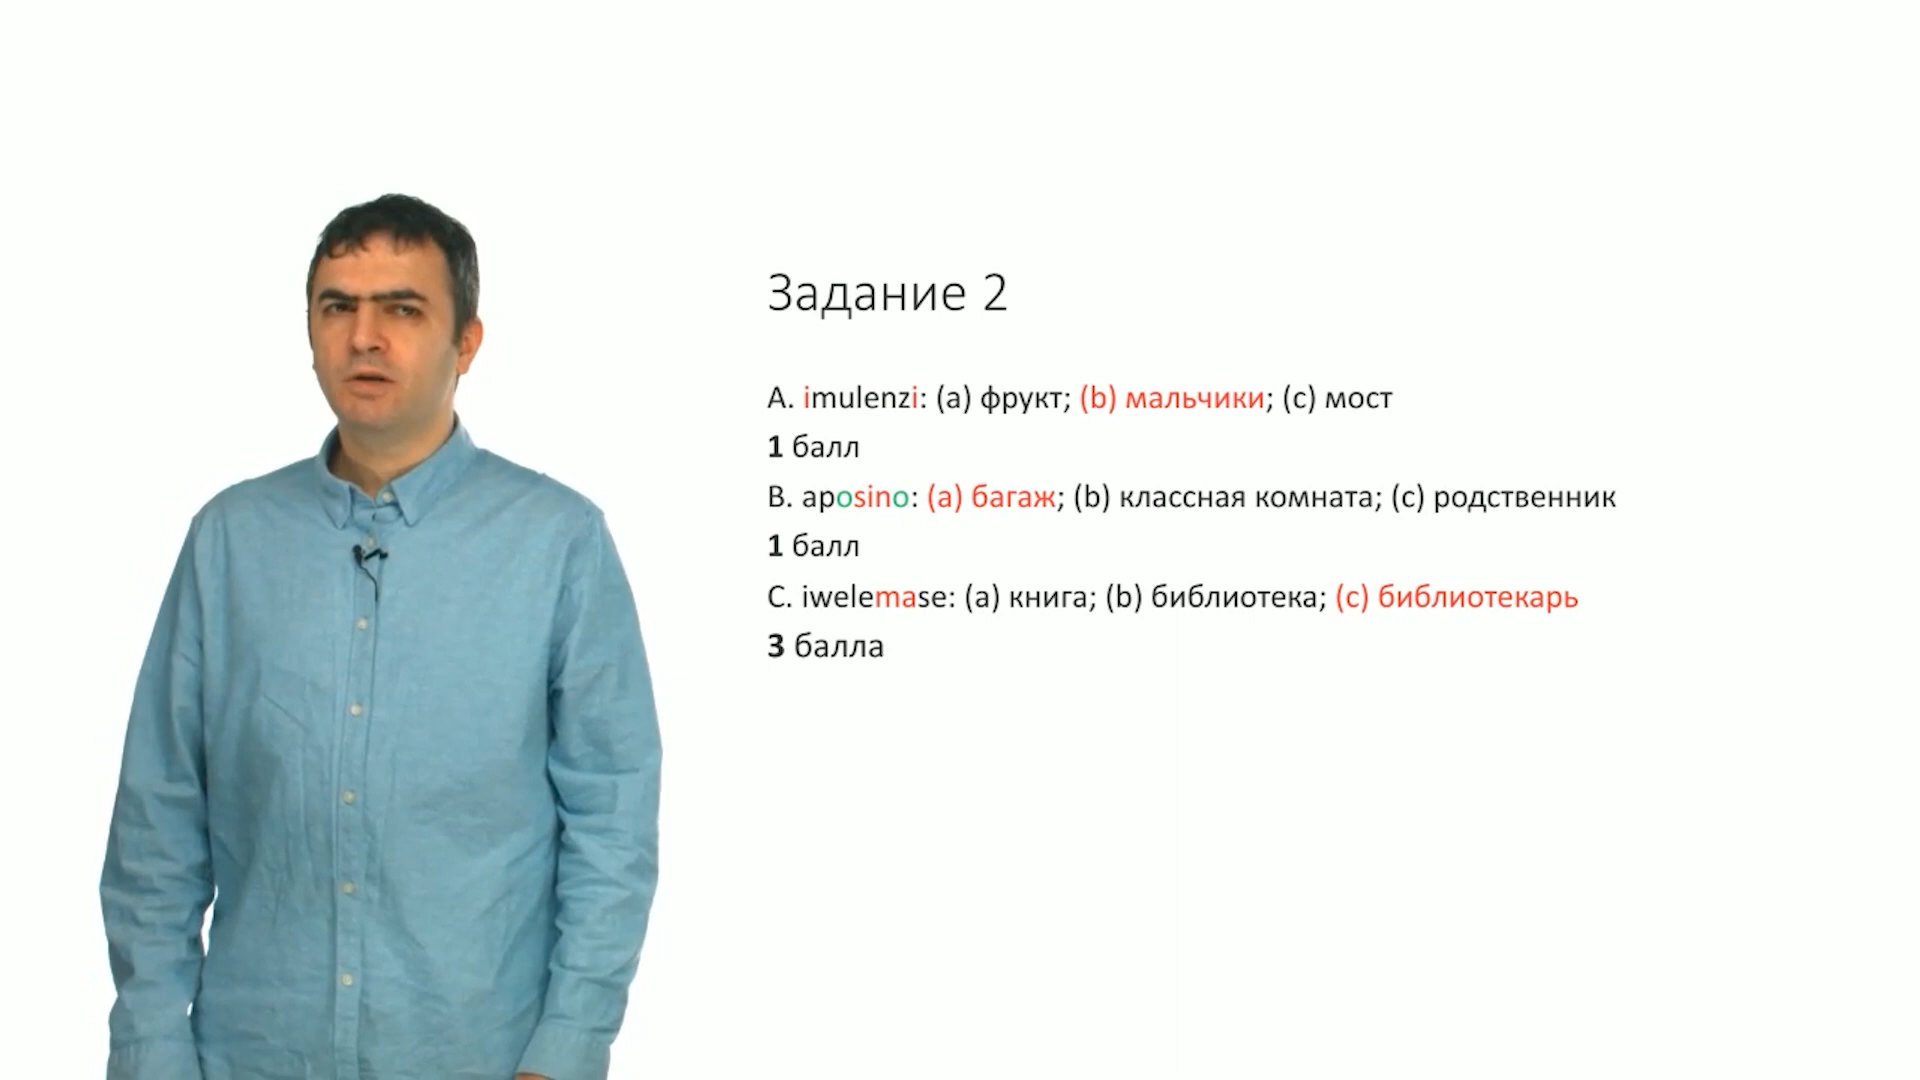 Задание 2
A. imulenzi: (a) фрукт; (b) мальчики; (c) мост
1 балл
B. aposino: (a) багаж; (b) классная комната; (c) родственник
1 балл
C. iwelemase: (a) книга; (b) библиотека; (c) библиотекарь
3 балла